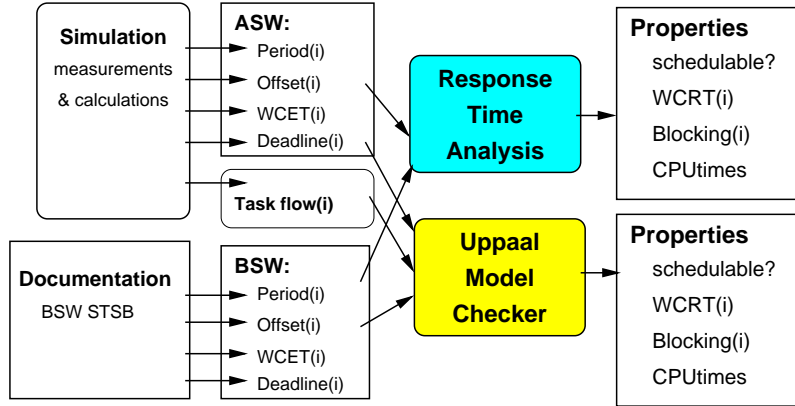 Simulation
measurements
& calculations
ASW:
Period(i)
Offset(i)
WCET(i)
Deadline(i)
Task flow(i)
Documentation
BSW STSB
BSW:
Period(i)
Offset(i)
WCET(i)
Deadline(i)
Response
Time
Analysis
Uppaal
Model
Checker
Properties
schedulable?
WCRT(i)
Blocking(i)
CPUtimes
Properties
schedulable?
WCRT(i)
Blocking(i)
CPUtimes